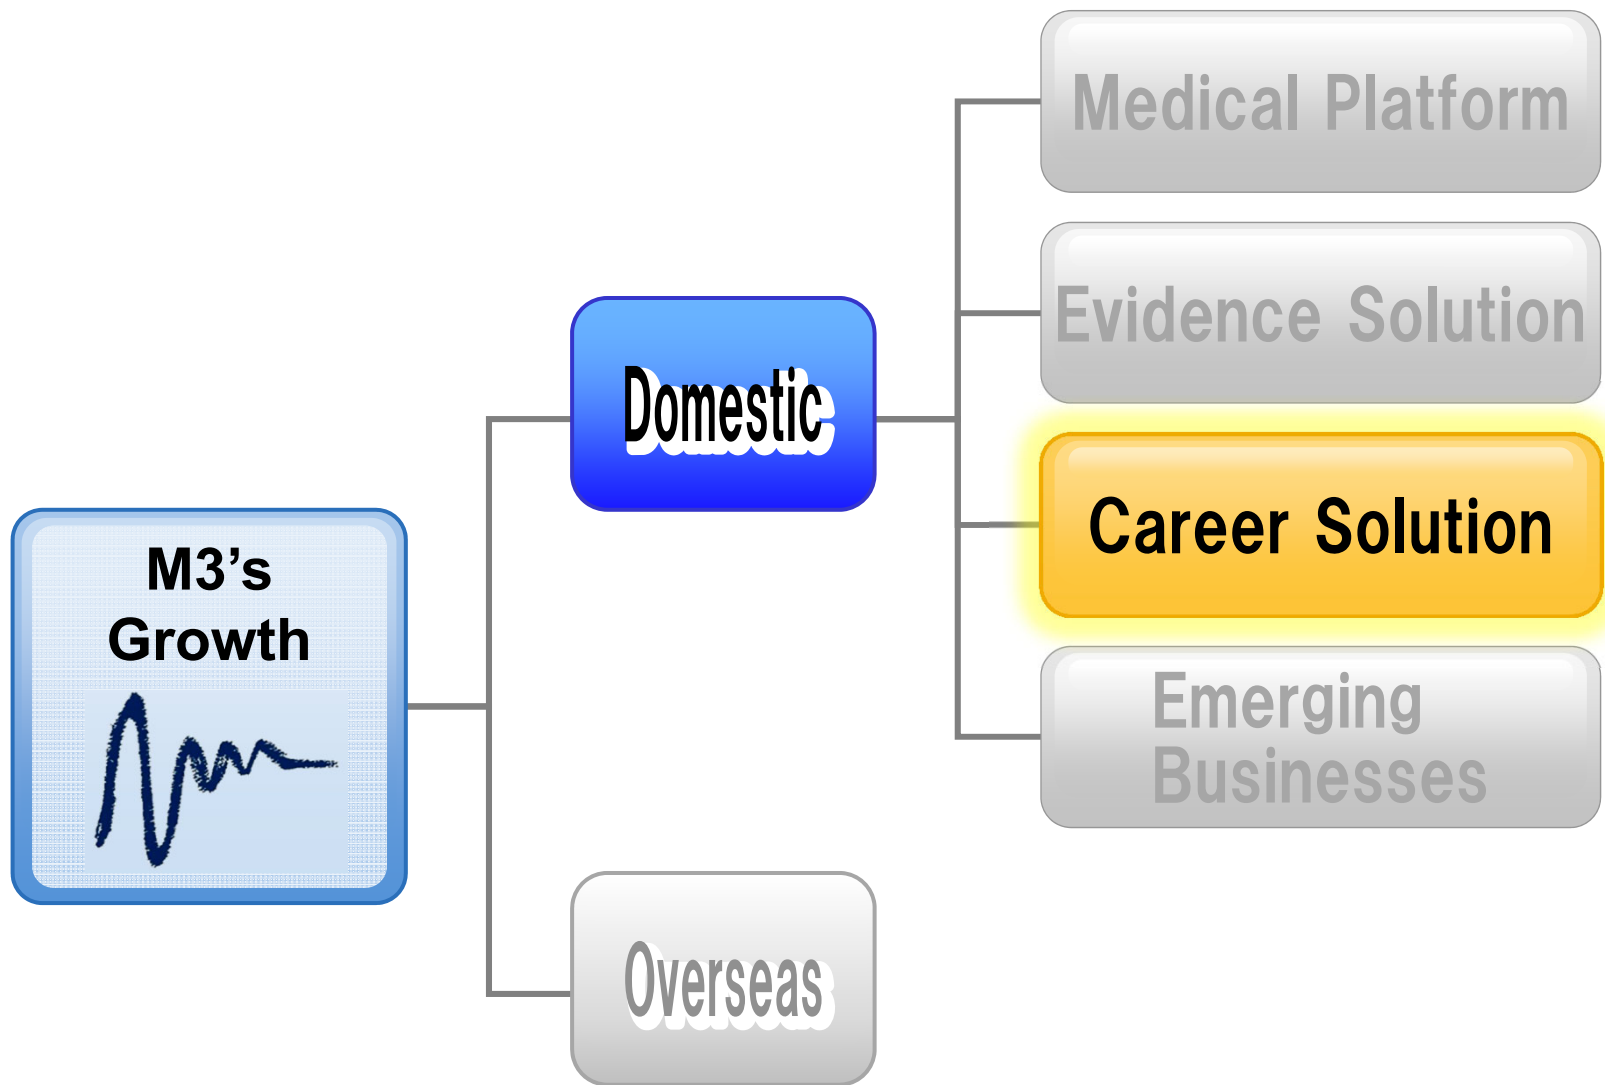 M3’s
Growth
Domestic
Overseas
Medical Platform
Evidence Solution
Career Solution
Emerging
Businesses